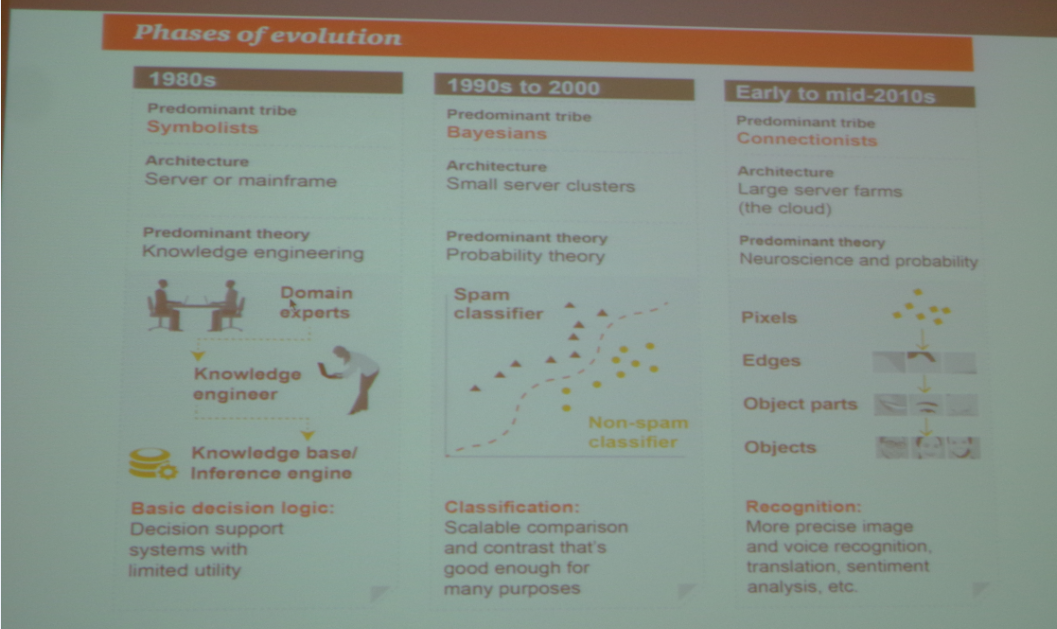 Phases of evolution
1980s
Predominant tribe
Symbolists
Architecture
Server or mainframe
Predominant theory
Knowledge engineering
Domain
experts
Knowledge
engineer
Knowledge base/
Inference engine
Basic decision logic:
Decision support
systems with
limited utility
1990s to 2000
Predominant tribe
Bayesians
Architecture
Small server clusters
Predominant theory
Probability theory
Spam
classifier
Non-spam
classifier
Classification:
Scalable comparison
and contrast that's
good enough for
many purposes
Early to mid-2010s
Predominant tribe
Connectionists
Architecture
Large server farms
(the cloud)
Predominant theory
Neuroscience and probability
Pixels
Edges
Object parts
Objects
Recognition:
More precise image
and voice recognition,
translation, sentiment
analysis, etc.